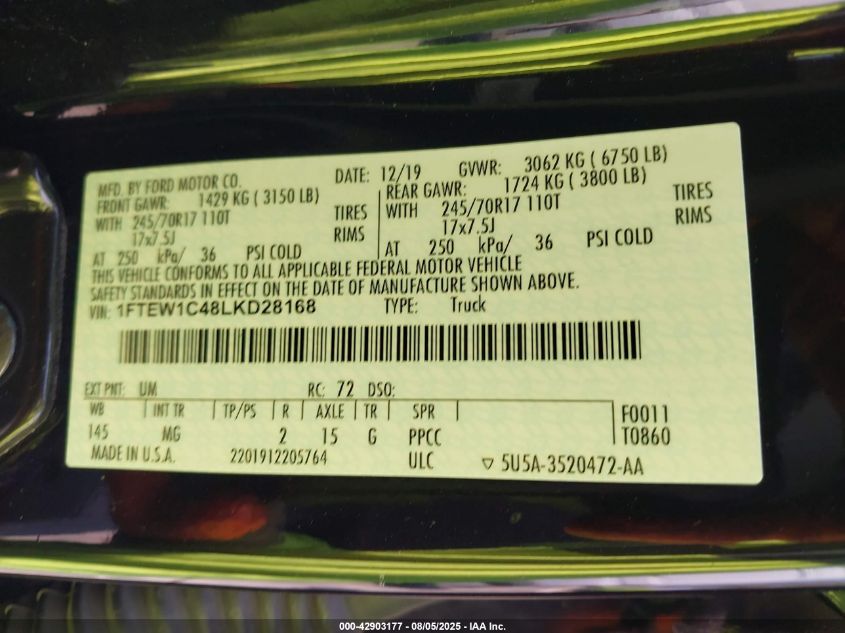 MFD. BY FORD MOTOR CO. DATE: 12/19 GVWR: 3062 KG ( 6750 LB)
FRONT GAWR: 1429 KG ( 3150 LB) REAR GAWR: 1724 KG ( 3800 LB)
WITH 245/70R17 110T TIRES WITH 245/70R17 110T TIRES
17x7.5J RIMS 17x7.5J RIMS
AT 250 kPa/ 36 PSI COLD AT 250 kPa/ 36 PSI COLD
THIS VEHICLE CONFORMS TO ALL APPLICABLE FEDERAL MOTOR VEHICLE
SAFETY STANDARDS IN EFFECT ON THE DATE OF MANUFACTURE SHOWN ABOVE.
VIN: 1FTEW1C48LKD28168 TYPE: Truck
EXT PNT: UM RC: 72 DSO:
WB INT TR TP/PS R AXLE TR SPR F0011
145 MG 2 15 G PPCC T0860
MADE IN U.S.A. 2201912205764 ULC ▽ 5U5A-3520472-AA
000-42903177 - 08/05/2025 - IAA Inc.